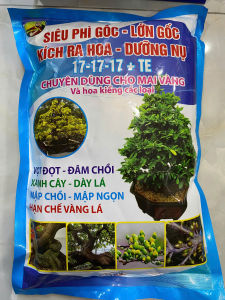 SIÊU PHÌ GỐC - LỚN GỐC
KÍCH RA HOA - DƯỠNG NỤ
17-17-17 + TE
CHUYÊN DÙNG CHO MAI VÀNG
Và hoa kiểng các loại
VỌT ĐỌT - ĐÂM CHỒI
XANH CÂY - DÀY LÁ
MẬP CHỒI - MẬP NGỌN
HẠN CHẾ VÀNG LÁ